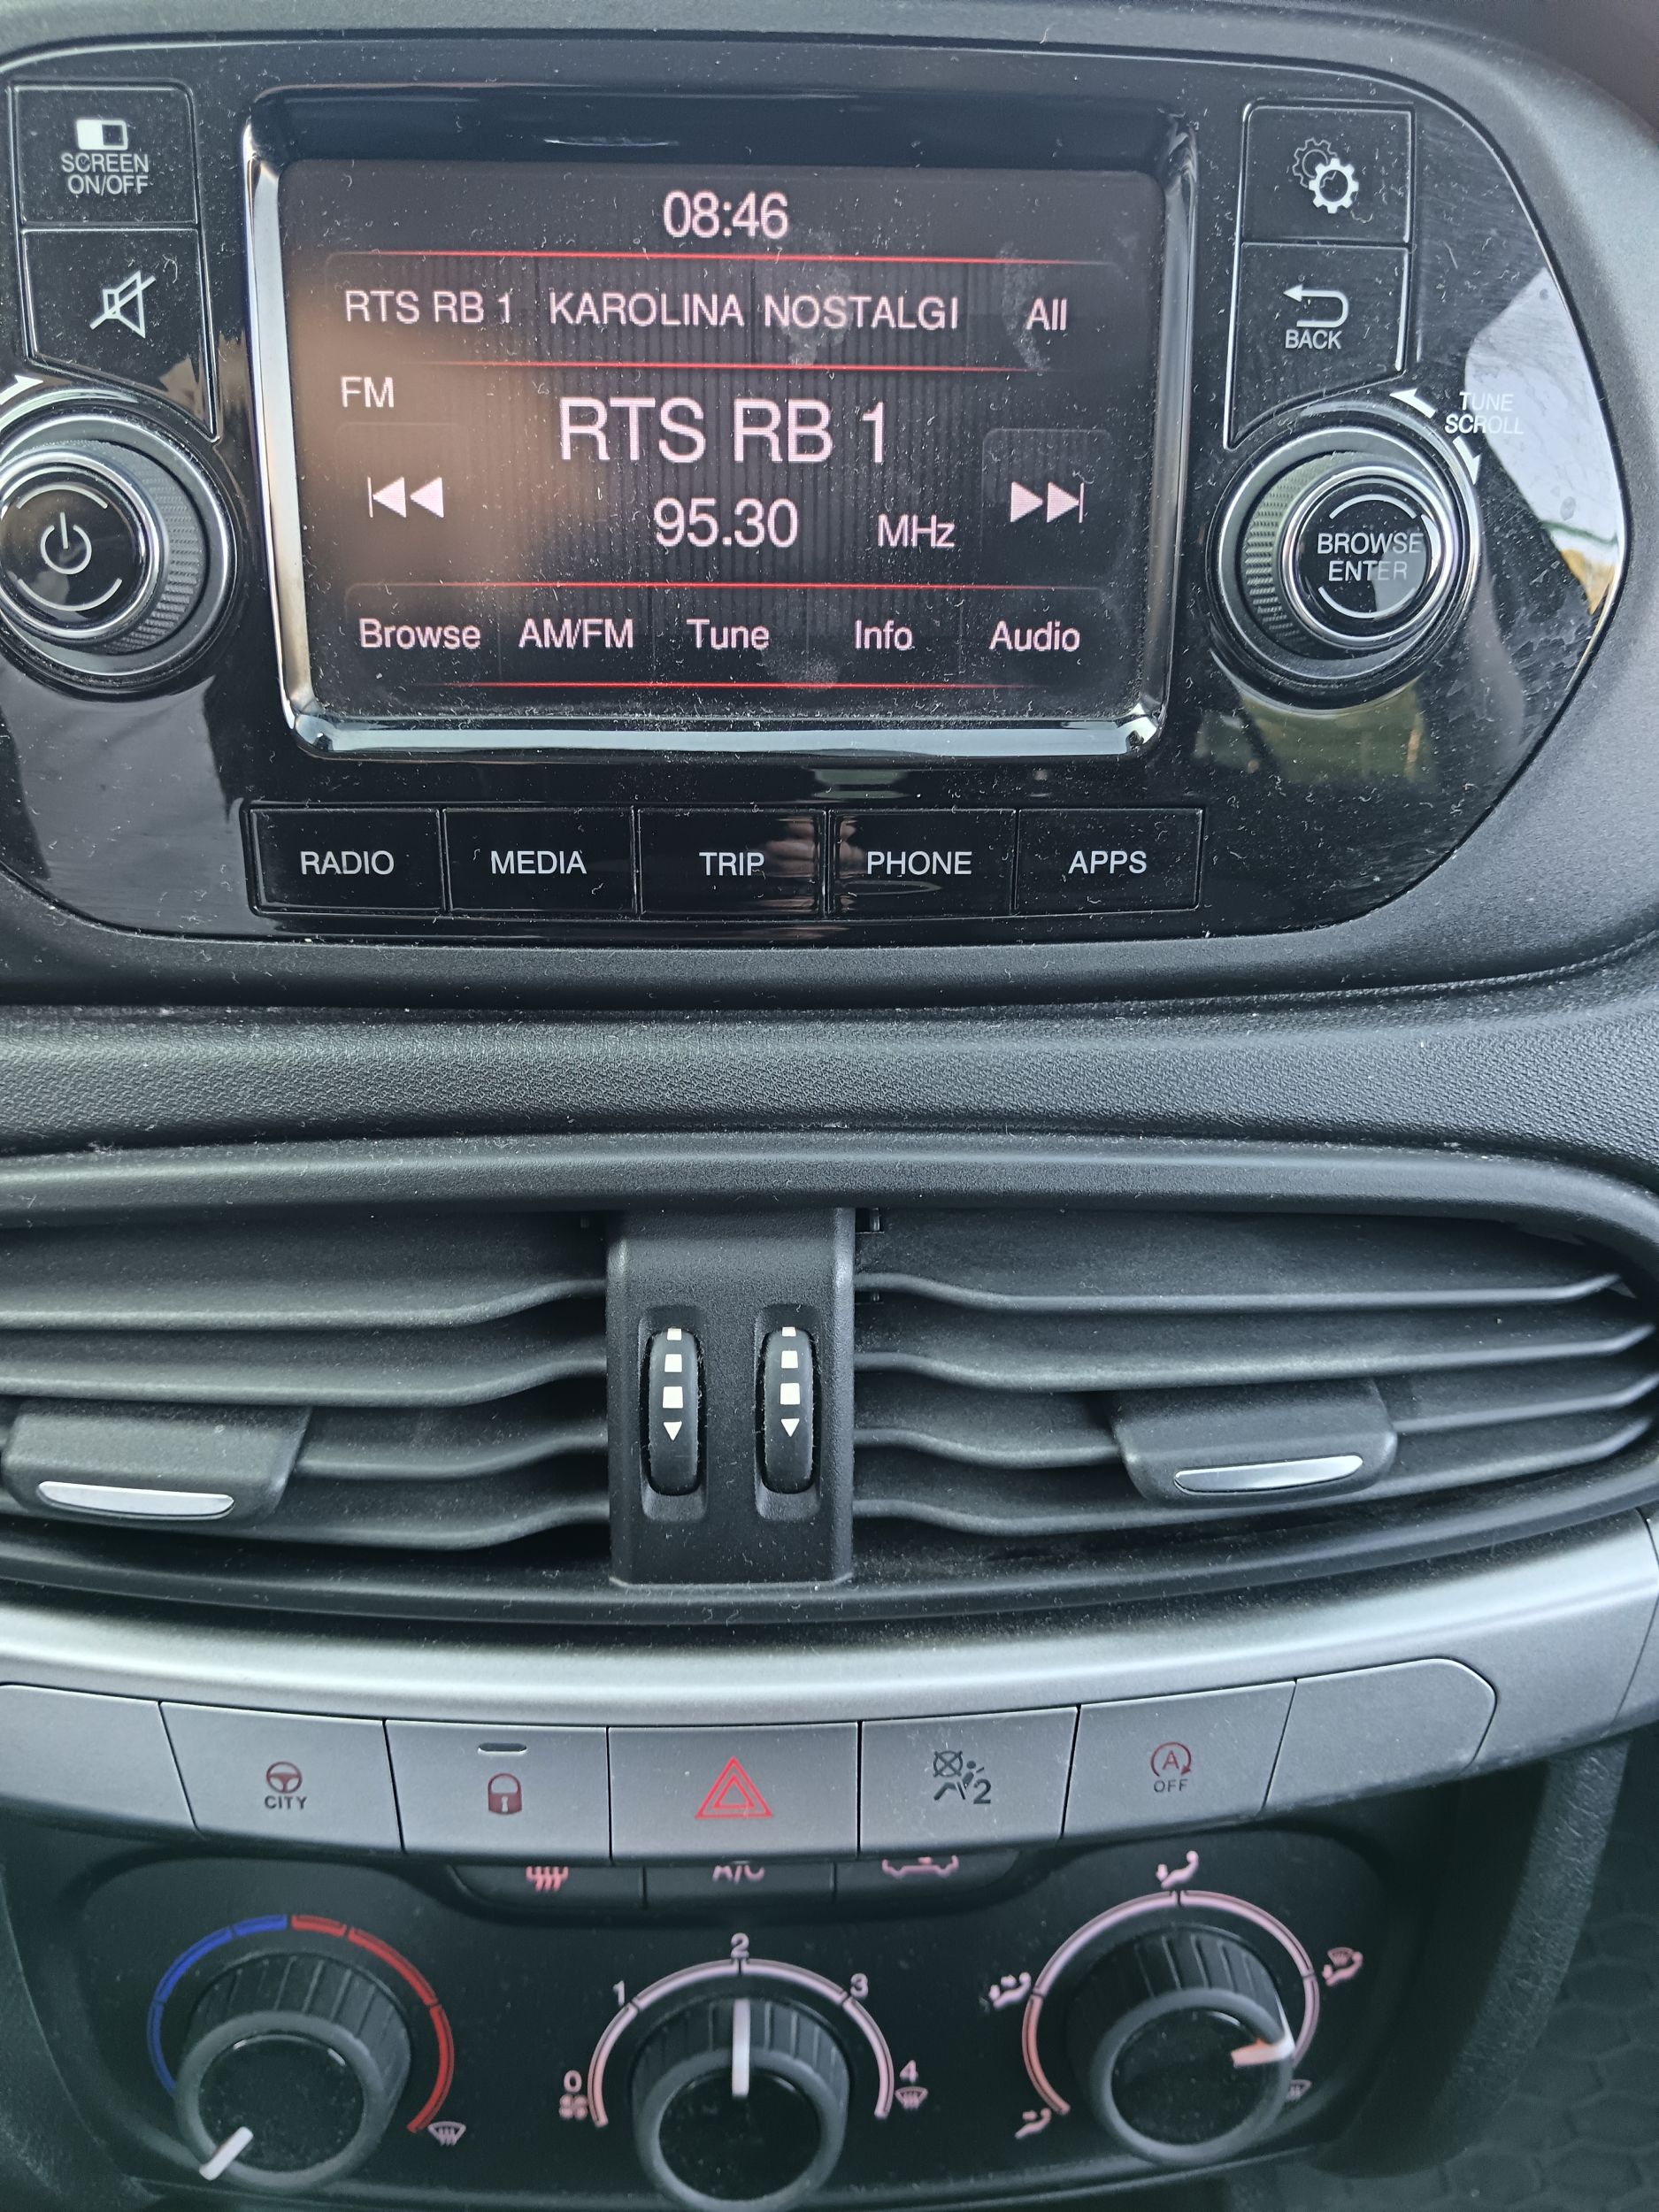 SCREEN
ON/OFF
08:46
RTS RB 1 KAROLINA NOSTALGI All
BACK
FM
RTS RB 1
TUNE
SCROLL
95.30 MHz
BROWSE
ENTER
Browse AM/FM Tune Info Audio
RADIO MEDIA TRIP PHONE APPS
CITY
2
A
OFF
A/C
0 1 2 3 4